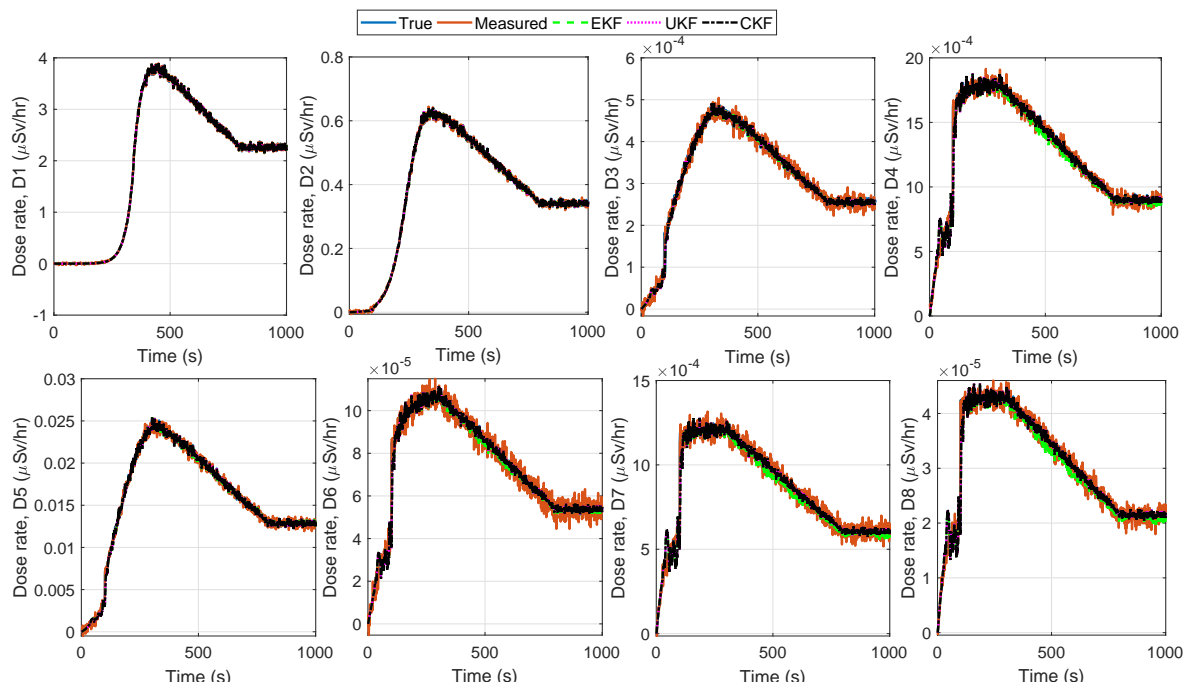 True Measured EKF UKF CKF
Dose rate, D1 (μSv/hr)
4
3
2
1
0
-1
0 500 1000
Time (s)
Dose rate, D2 (μSv/hr)
0.8
0.6
0.4
0.2
0
0 500 1000
Time (s)
×10-4
Dose rate, D3 (μSv/hr)
6
5
4
3
2
1
0
0 500 1000
Time (s)
×10-4
Dose rate, D4 (μSv/hr)
20
15
10
5
0
0 500 1000
Time (s)
Dose rate, D5 (μSv/hr)
0.03
0.025
0.02
0.015
0.01
0.005
0
0 500 1000
Time (s)
×10-5
Dose rate, D6 (μSv/hr)
10
8
6
4
2
0
0 500 1000
Time (s)
×10-4
Dose rate, D7 (μSv/hr)
15
10
5
0
0 500 1000
Time (s)
×10-5
Dose rate, D8 (μSv/hr)
4
3
2
1
0
0 500 1000
Time (s)